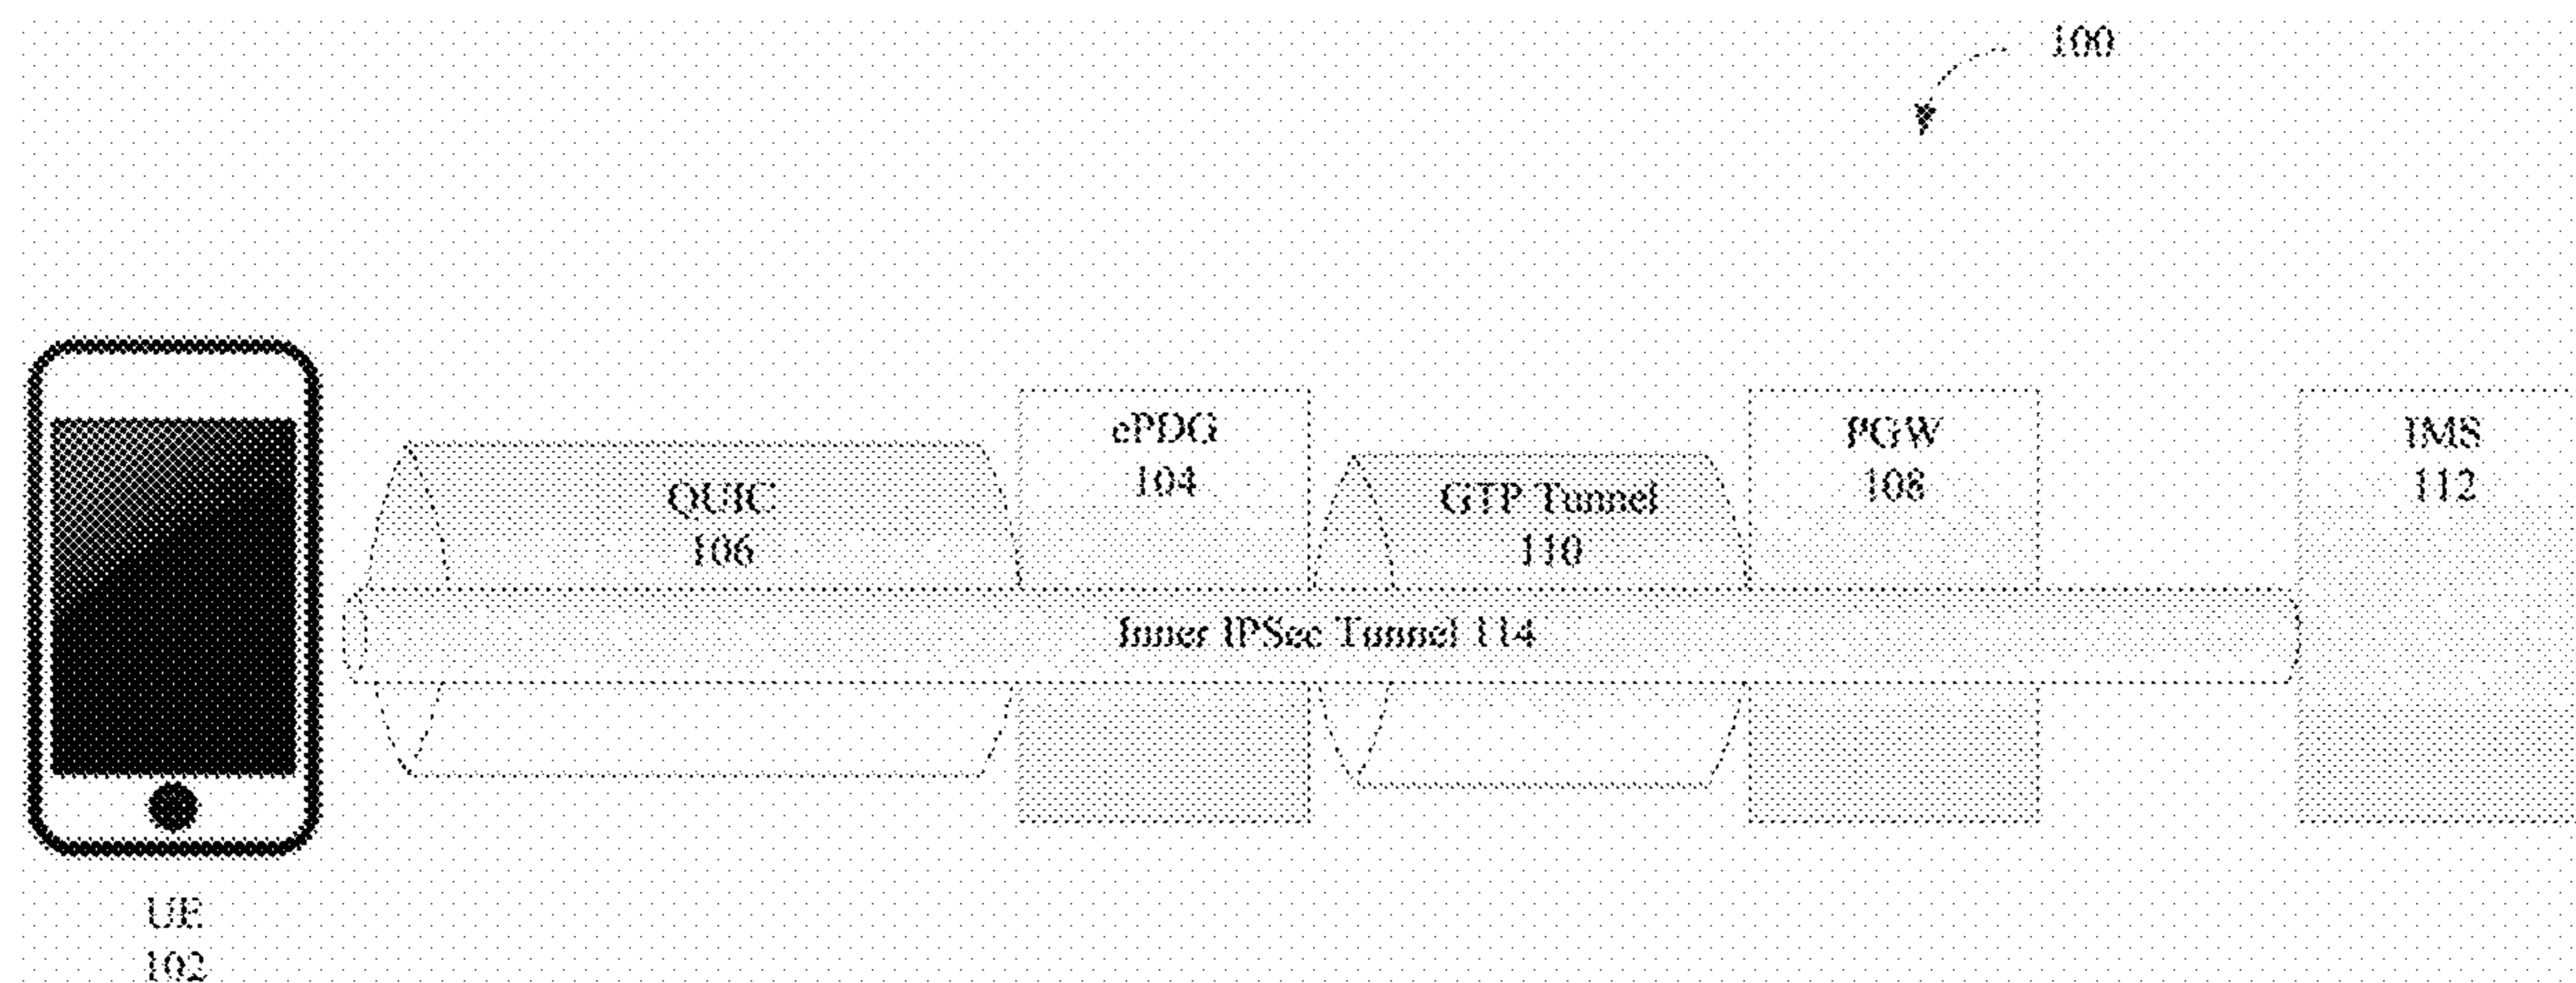 100
ePDG
104
PGW
108
IMS
112
QUIC
106
GTP Tunnel
110
Inner IPSec Tunnel 114
UE
102